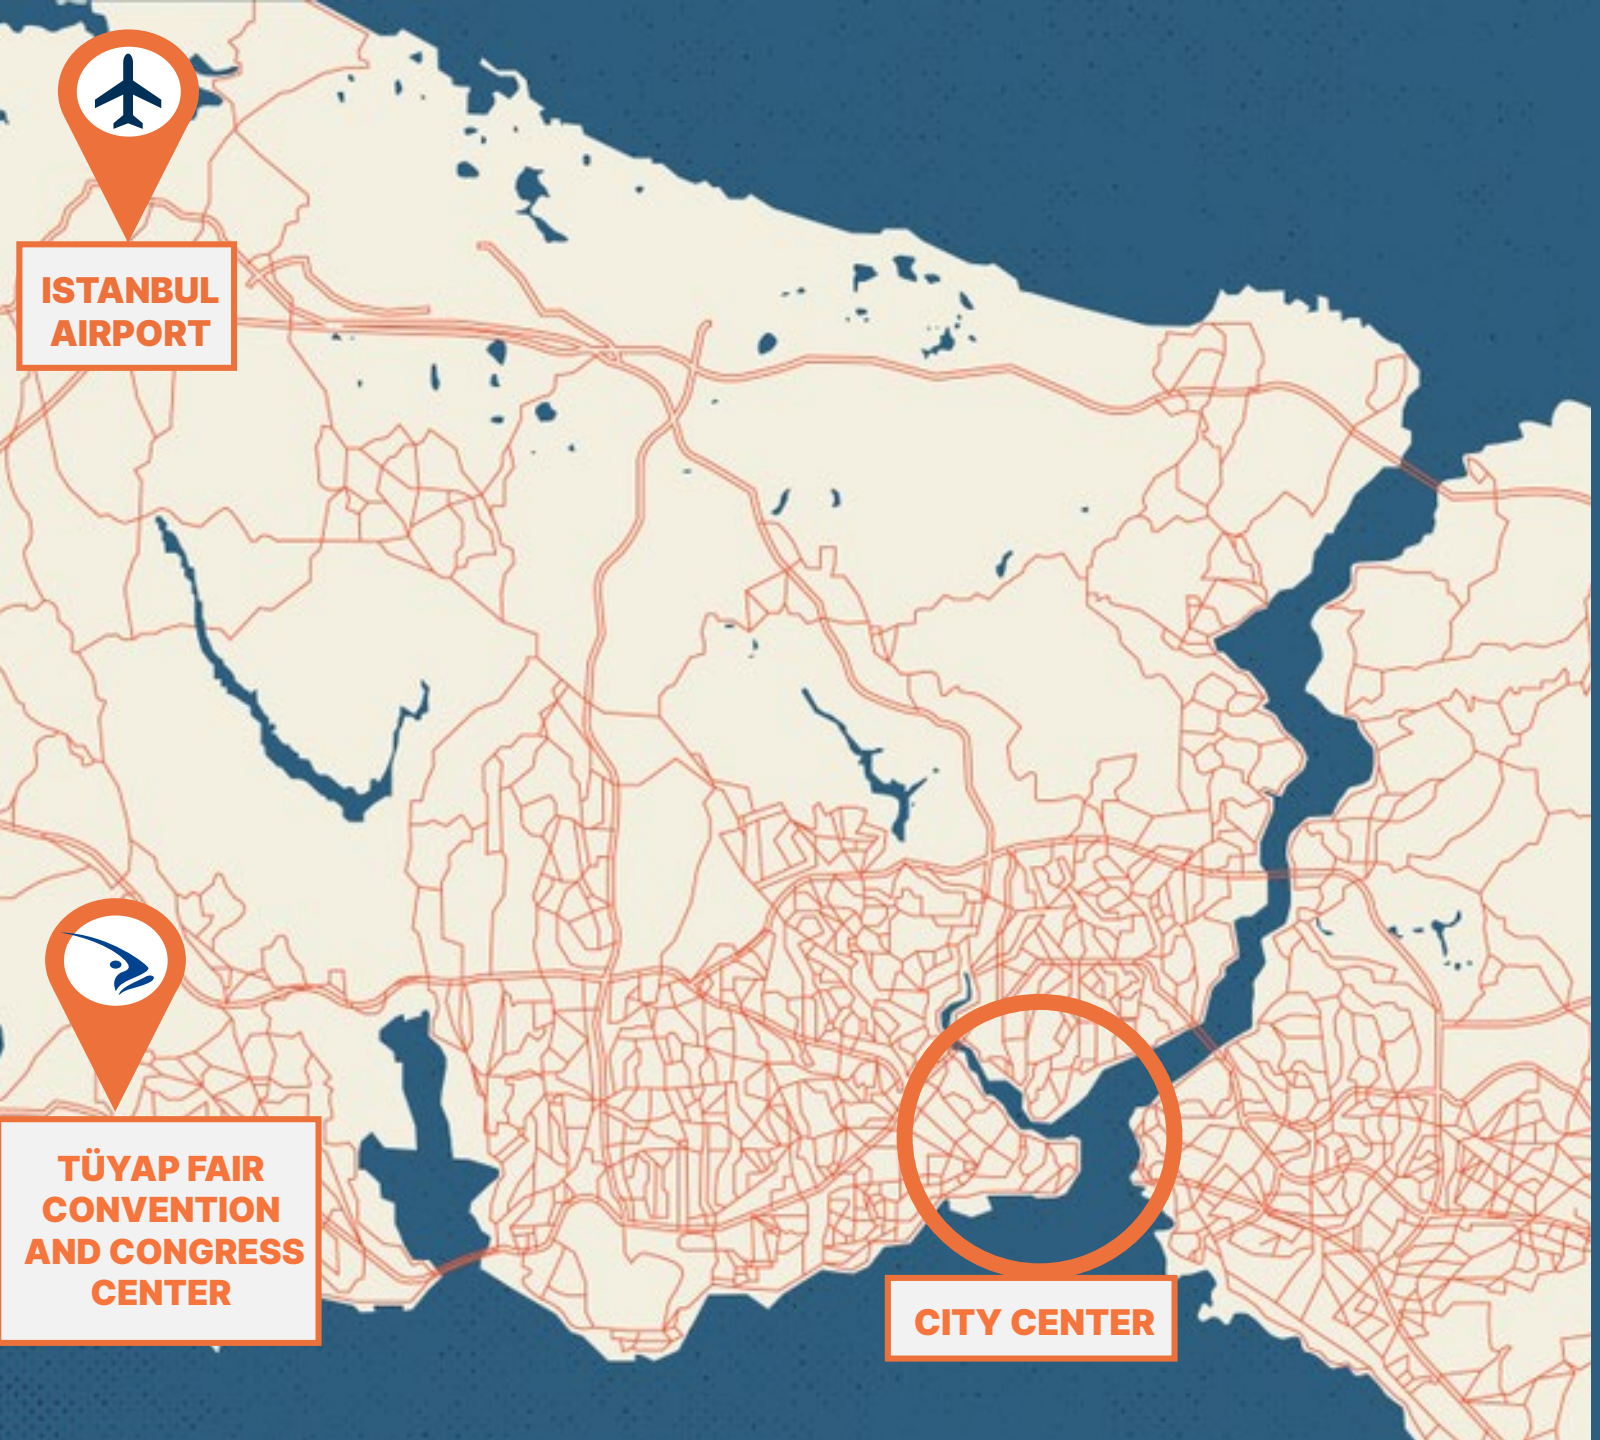 ISTANBUL
AIRPORT
TÜYAP FAIR
CONVENTION
AND CONGRESS
CENTER
CITY CENTER